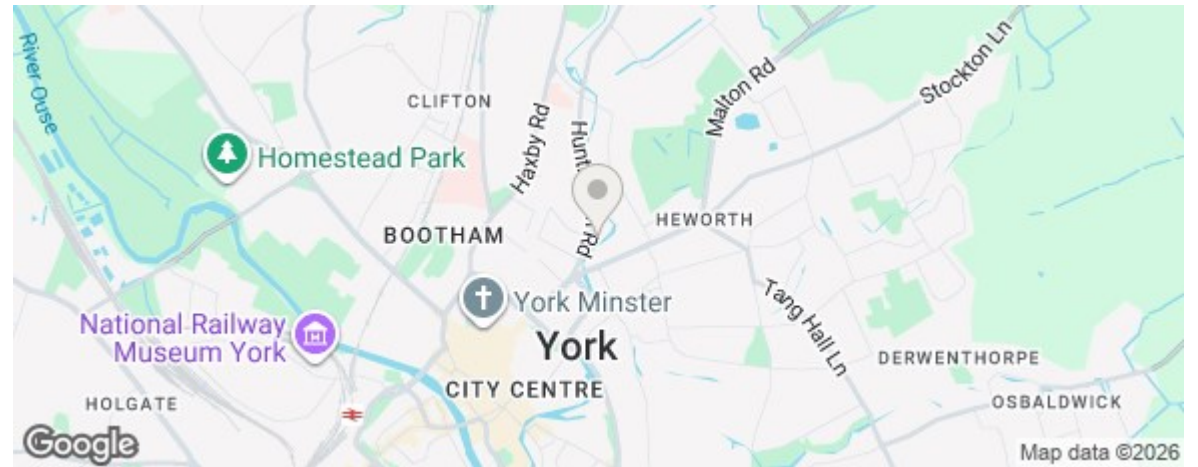 River Ouse
CLIFTON
Haxby Rd
Malton Rd
Stockton Ln
Homestead Park
HEWORTH
BOOTHAM
Rd
York Minster
National Railway
Museum York
York
Tang Hall Ln
DERWENTHORPE
CITY CENTRE
OSBALDWICK
HOLGATE
Google
Map data ©2026